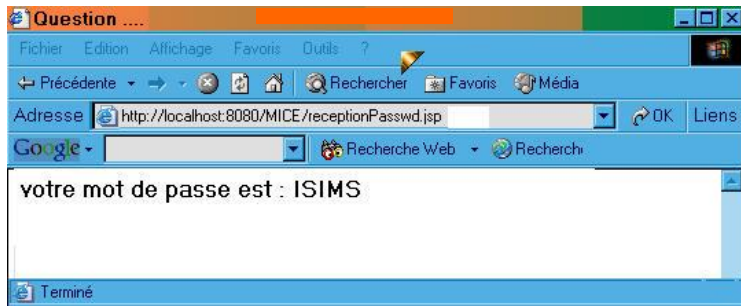 Question ....
Fichier Edition Affichage Favoris Outils ?
Précédente Rechercher Favoris Média
Adresse http://localhost:8080/MICE/receptionPasswd.jsp OK Liens
Google Recherche Web Recherch
votre mot de passe est : ISIMS
Terminé